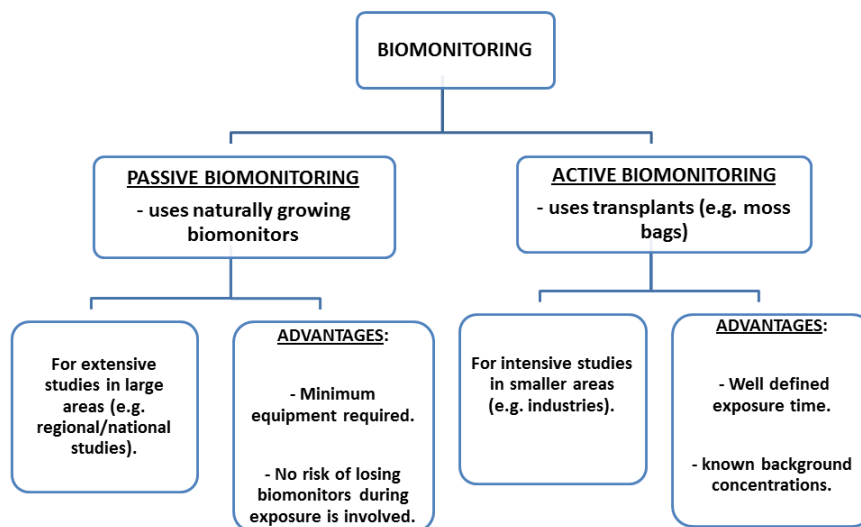 BIOMONITORING
PASSIVE BIOMONITORING
- uses naturally growing
biomonitors
ACTIVE BIOMONITORING
- uses transplants (e.g. moss
bags)
For extensive
studies in large
areas (e.g.
regional/national
studies).
ADVANTAGES:
- Minimum
equipment required.
- No risk of losing
biomonitors during
exposure is involved.
For intensive studies
in smaller areas
(e.g. industries).
ADVANTAGES:
- Well defined
exposure time.
- known background
concentrations.